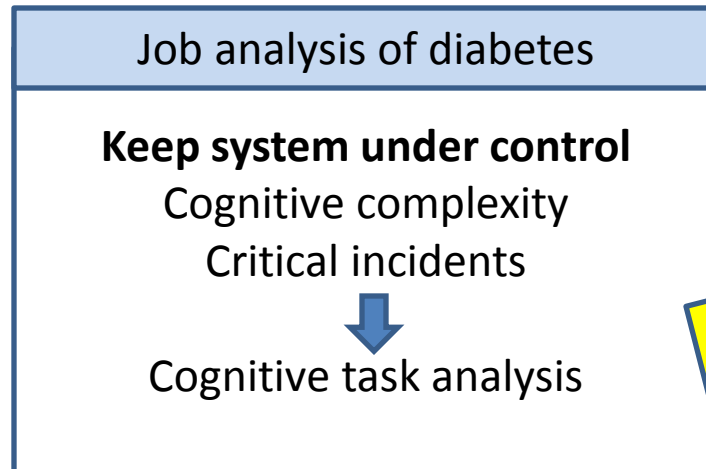 Job analysis of diabetes
Keep system under control
Cognitive complexity
Critical incidents
Cognitive task analysis